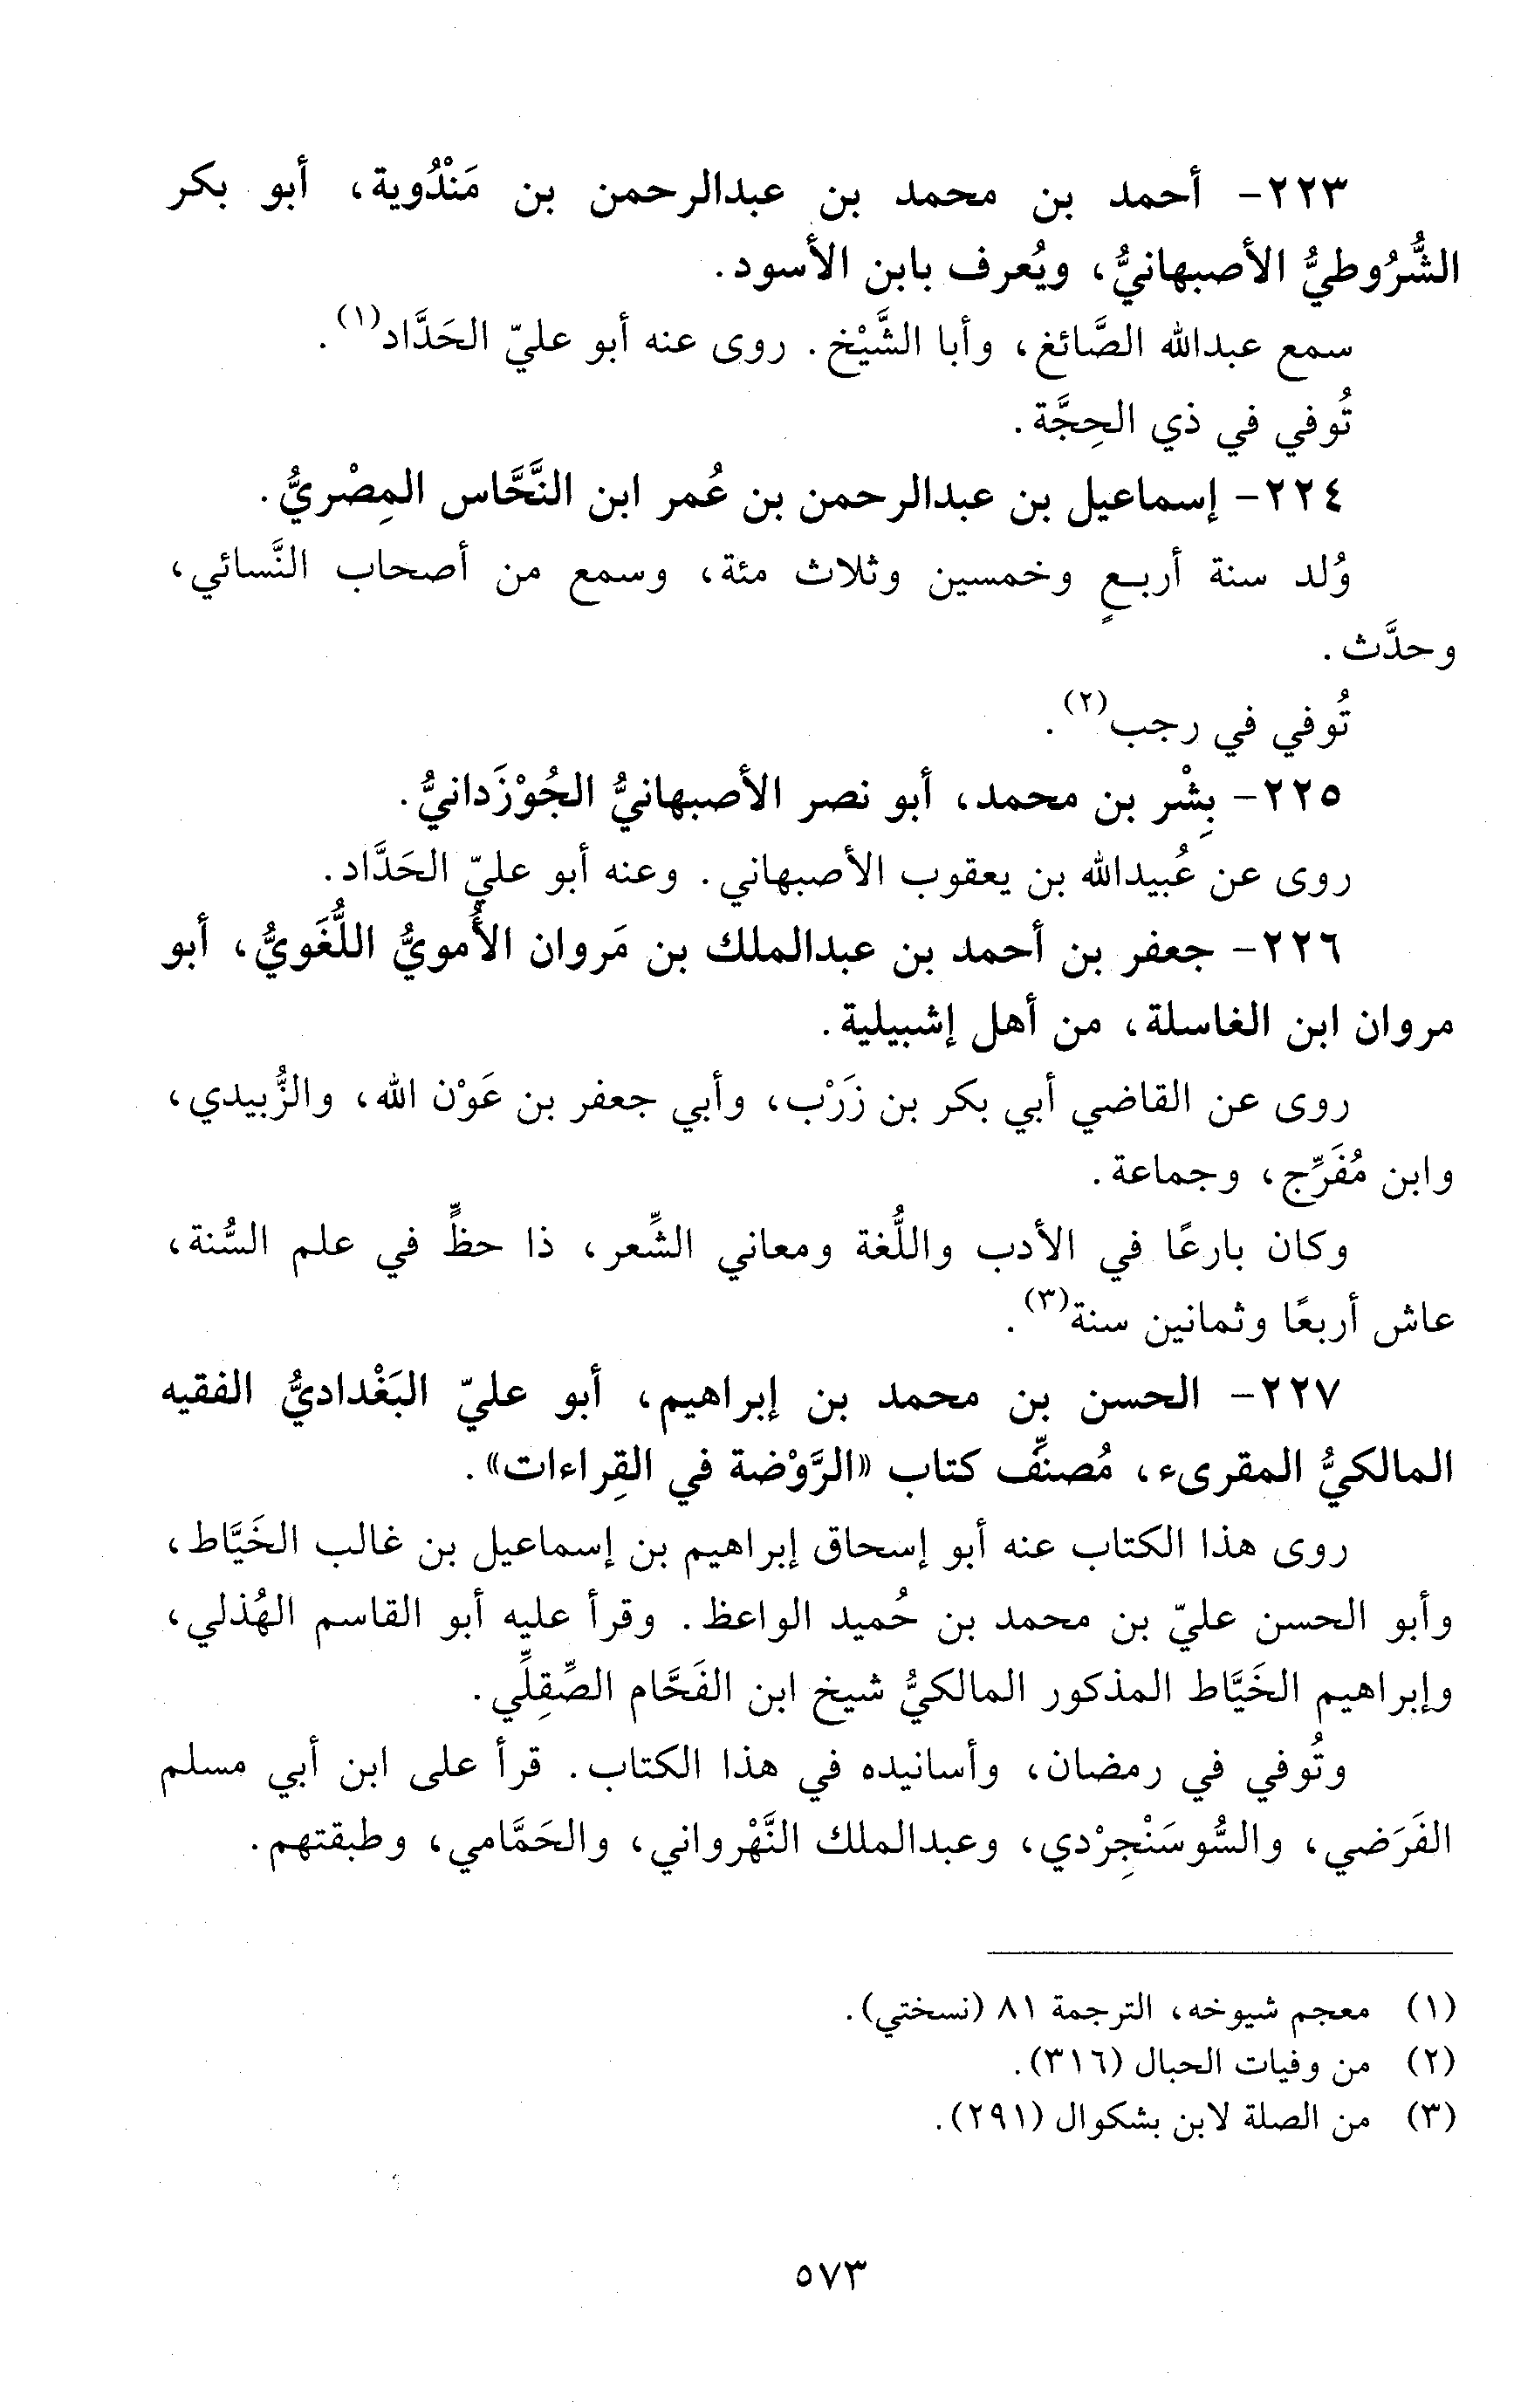 ٢٢٣- أحمد بن محمد بن عبدالرحمن بن مَنْدُوية، أبو بكر
الشُّرُوطيُّ الأصبهانيُّ، ويُعرف بابن الأسود.
سمع عبدالله الصَّائغ، وأبا الشَّيْخ. روى عنه أبو عليّ الحَدَّاد(١).
تُوفي في ذي الحِجَّة.
٢٢٤- إسماعيل بن عبدالرحمن بن عُمر ابن النَّحَّاس المِصْريُّ.
وُلد سنة أربعٍ وخمسين وثلاث مئة، وسمع من أصحاب النَّسائي،
وحدَّث.
تُوفي في رجب(٢).
٢٢٥- بِشْر بن محمد، أبو نصر الأصبهانيُّ الجُوْزَدانيُّ.
روى عن عُبيدالله بن يعقوب الأصبهاني. وعنه أبو عليّ الحَدَّاد.
٢٢٦- جعفر بن أحمد بن عبدالملك بن مَروان الأُمويُّ اللُّغَويُّ، أبو
مروان ابن الغاسلة، من أهل إشبيلية.
روى عن القاضي أبي بكر بن زَرْب، وأبي جعفر بن عَوْن الله، والزُّبيدي،
وابن مُفَرِّج، وجماعة.
وكان بارعًا في الأدب واللُّغة ومعاني الشِّعر، ذا حظٍّ في علم السُّنة،
عاش أربعًا وثمانين سنة(٣).
٢٢٧- الحسن بن محمد بن إبراهيم، أبو عليّ البَغْداديُّ الفقيه
المالكيُّ المقرىء، مُصنِّف كتاب «الرَّوْضة في القِراءات».
روى هذا الكتاب عنه أبو إسحاق إبراهيم بن إسماعيل بن غالب الخَيَّاط،
وأبو الحسن عليّ بن محمد بن حُميد الواعظ. وقرأ عليه أبو القاسم الهُذلي،
وإبراهيم الخَيَّاط المذكور المالكيُّ شيخ ابن الفَحَّام الصِّقِلِّي.
وتُوفي في رمضان، وأسانيده في هذا الكتاب. قرأ على ابن أبي مسلم
الفَرَضي، والسُّوسَنْجِرْدي، وعبدالملك النَّهْرواني، والحَمَّامي، وطبقتهم.
(١) معجم شيوخه، الترجمة ٨١ (نسختي).
(٢) من وفيات الحبال (٣١٦).
(٣) من الصلة لابن بشكوال (٢٩١).
٥٧٣